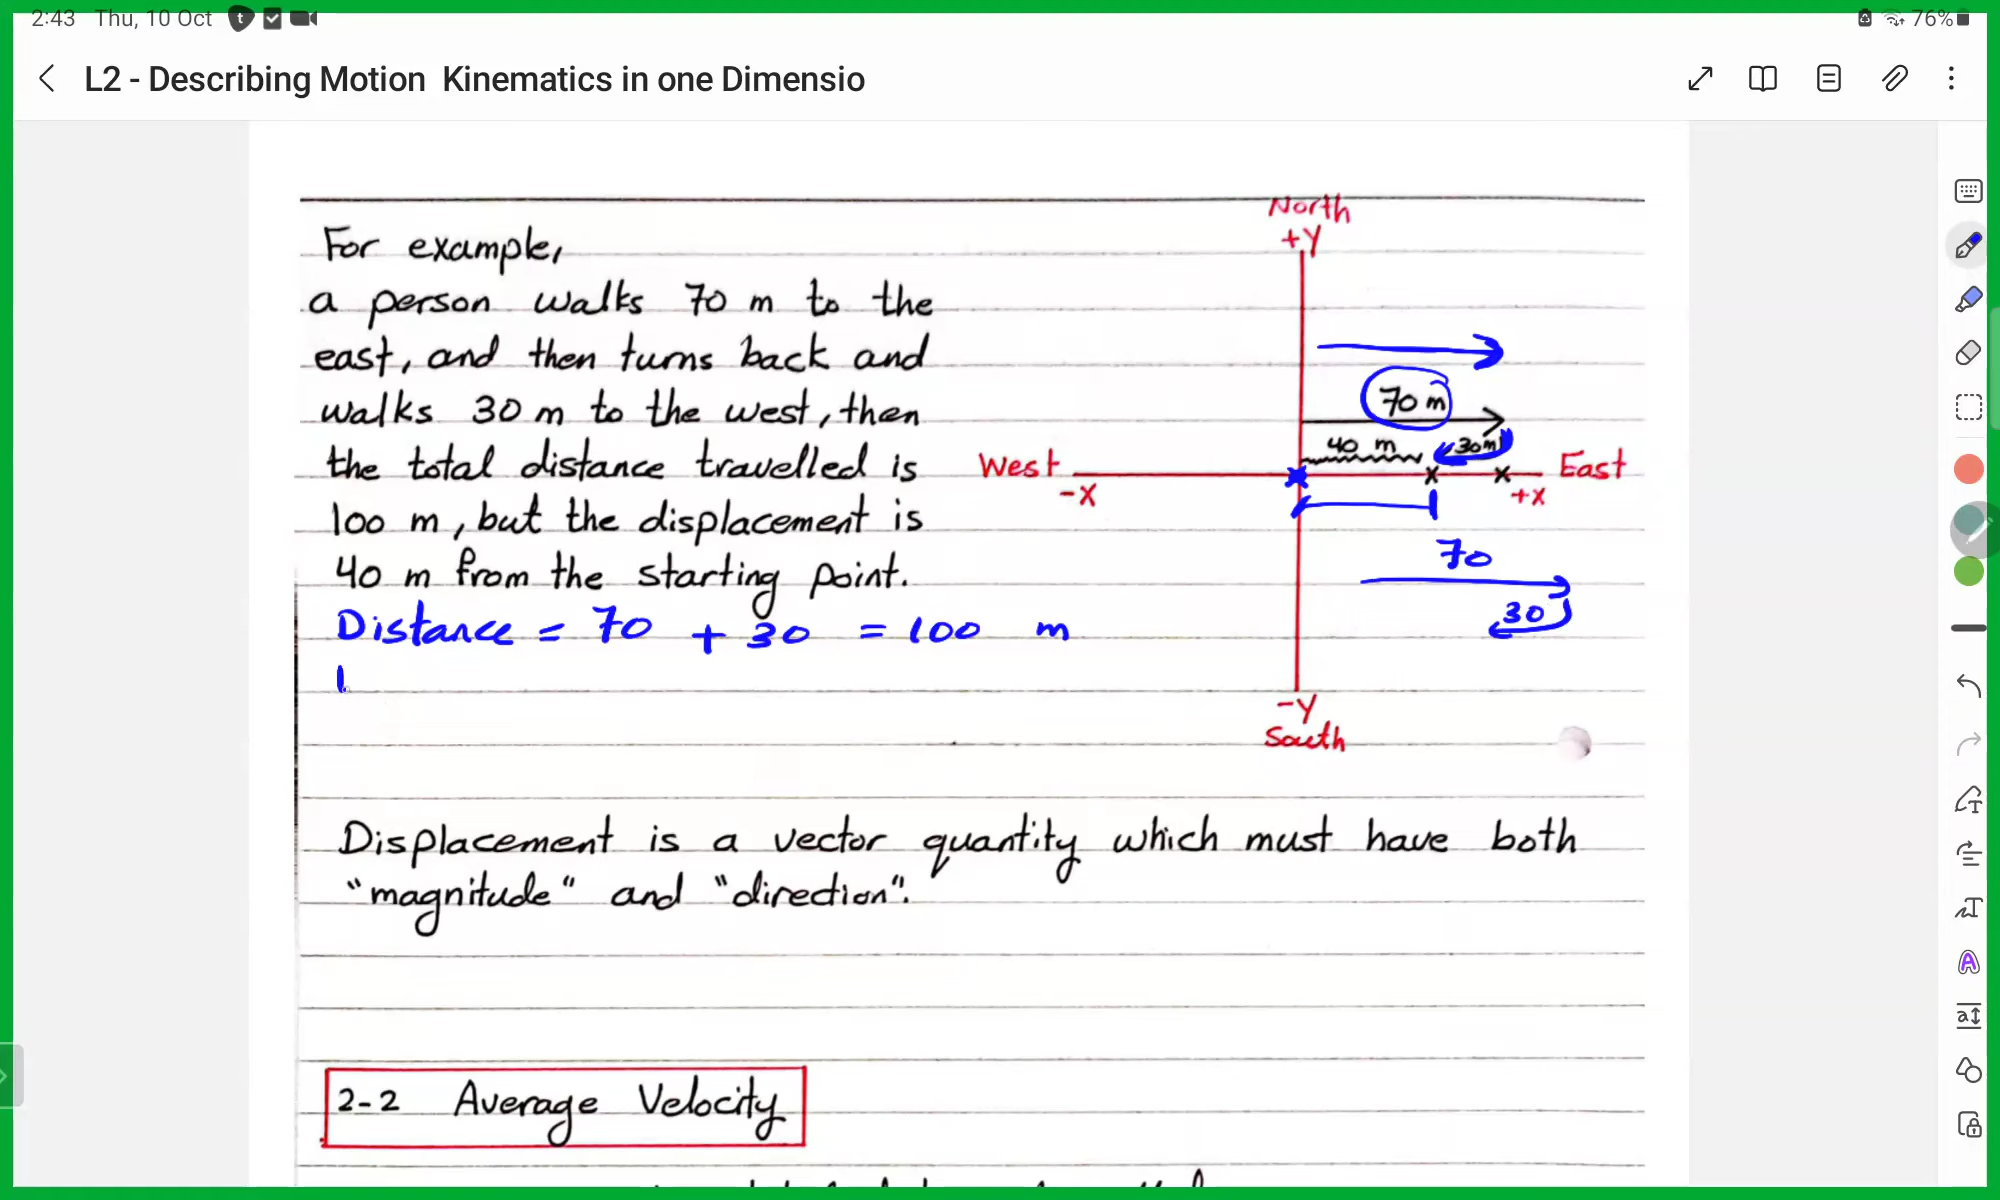 2:43 Thu, 10 Oct t 76%
L2 - Describing Motion Kinematics in one Dimensio
North
+Y
For example,
a person walks 70 m to the
east, and then turns back and
walks 30 m to the west, then
the total distance travelled is
100 m, but the displacement is
40 m from the starting point.
70 m
40 m 30m
West East
-X +X
70
30
Distance = 70 + 30 = 100 m
-Y
South
Displacement is a vector quantity which must have both
"magnitude" and "direction".
2-2 Average Velocity